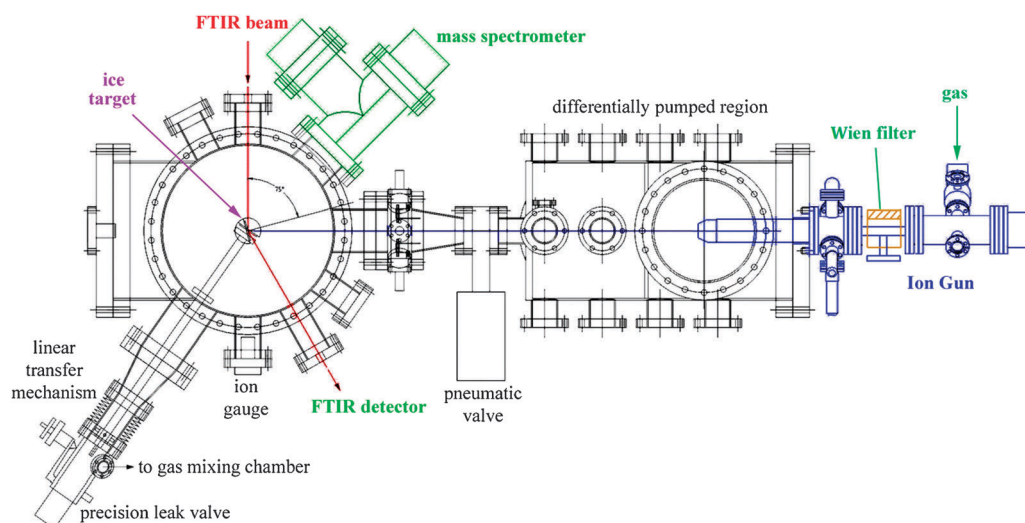 FTIR beam
mass spectrometer
ice
target
differentially pumped region
gas
Wien filter
75°
Ion Gun
linear
transfer
mechanism
ion
gauge
FTIR detector
pneumatic
valve
to gas mixing chamber
precision leak valve